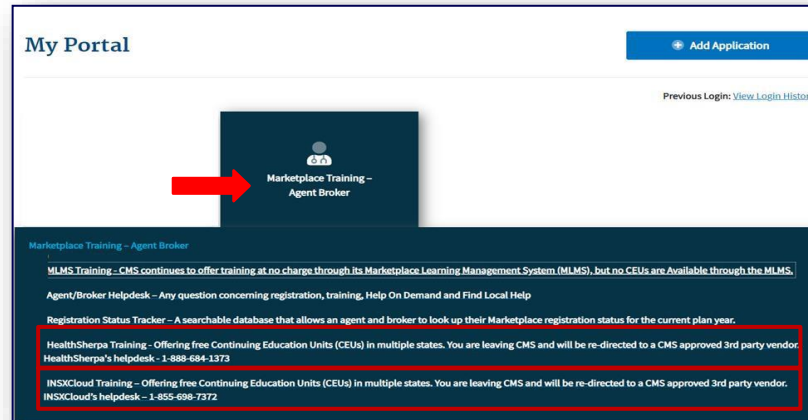 My Portal
Add Application
Previous Login: View Login Histor
Marketplace Training –
Agent Broker
Marketplace Training – Agent Broker
MLMS Training - CMS continues to offer training at no charge through its Marketplace Learning Management System (MLMS), but no CEUs are Available through the MLMS.
Agent/Broker Helpdesk – Any question concerning registration, training, Help On Demand and Find Local Help
Registration Status Tracker – A searchable database that allows an agent and broker to look up their Marketplace registration status for the current plan year.
HealthSherpa Training - Offering free Continuing Education Units (CEUs) in multiple states. You are leaving CMS and will be re-directed to a CMS approved 3rd party vendor.
HealthSherpa's helpdesk - 1-888-684-1373
INSXCloud Training – Offering free Continuing Education Units (CEUs) in multiple states. You are leaving CMS and will be re-directed to a CMS approved 3rd party vendor.
INSXCloud's helpdesk – 1-855-698-7372